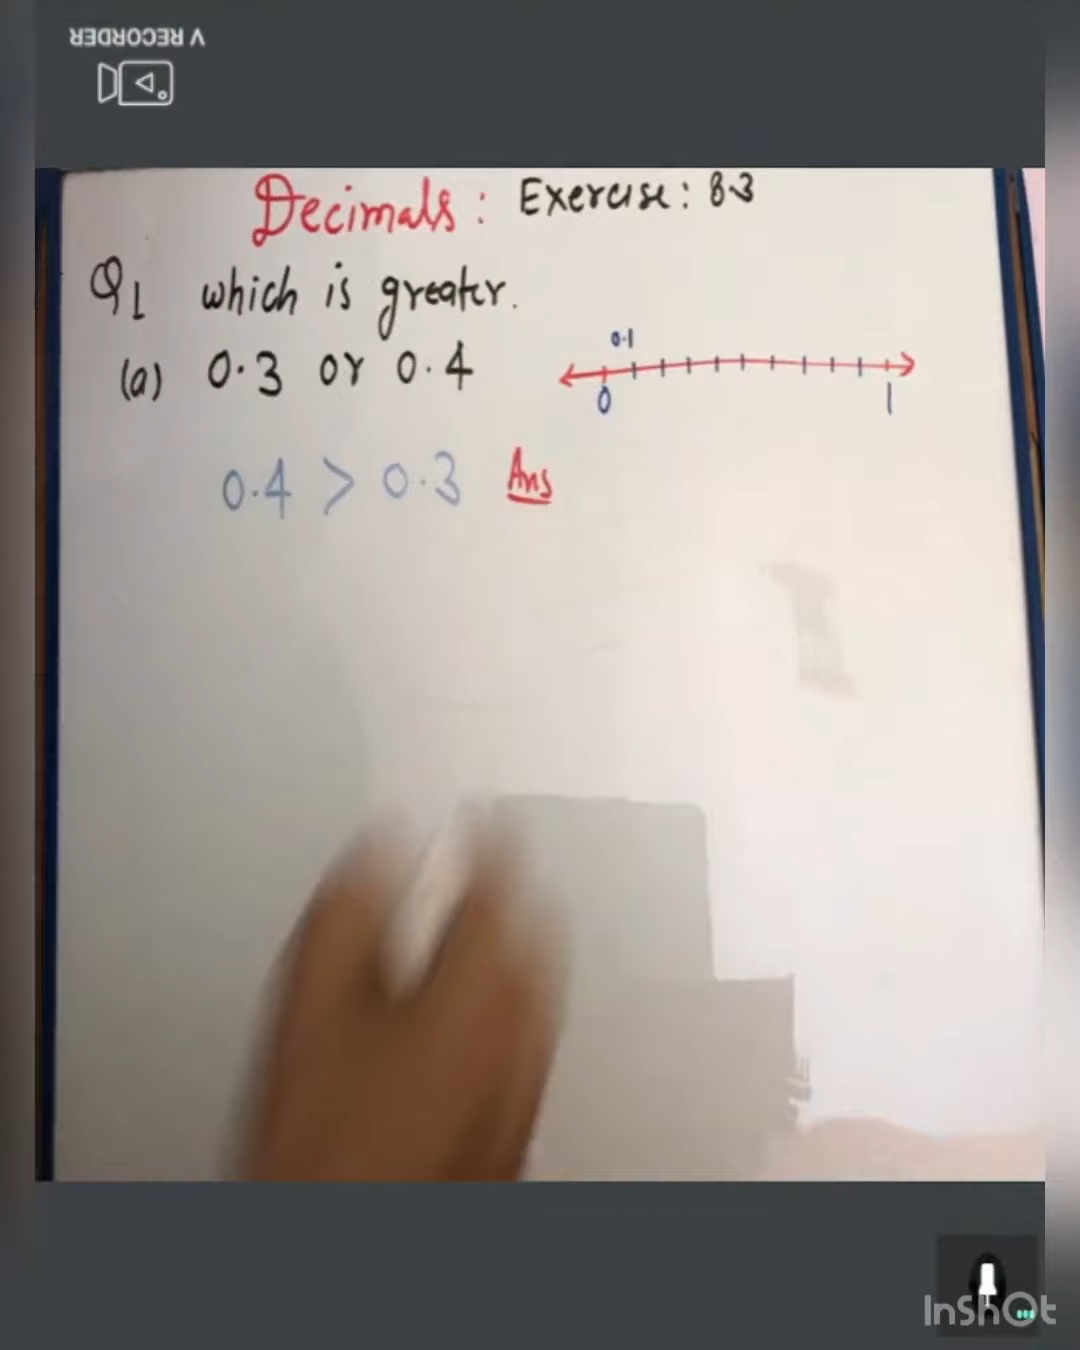 V RECORDER
Decimals : Exercise : 8.3
Q1 which is greater.
(a) 0.3 or 0.4
0.1
0 1
0.4 > 0.3 Ans
InShOt